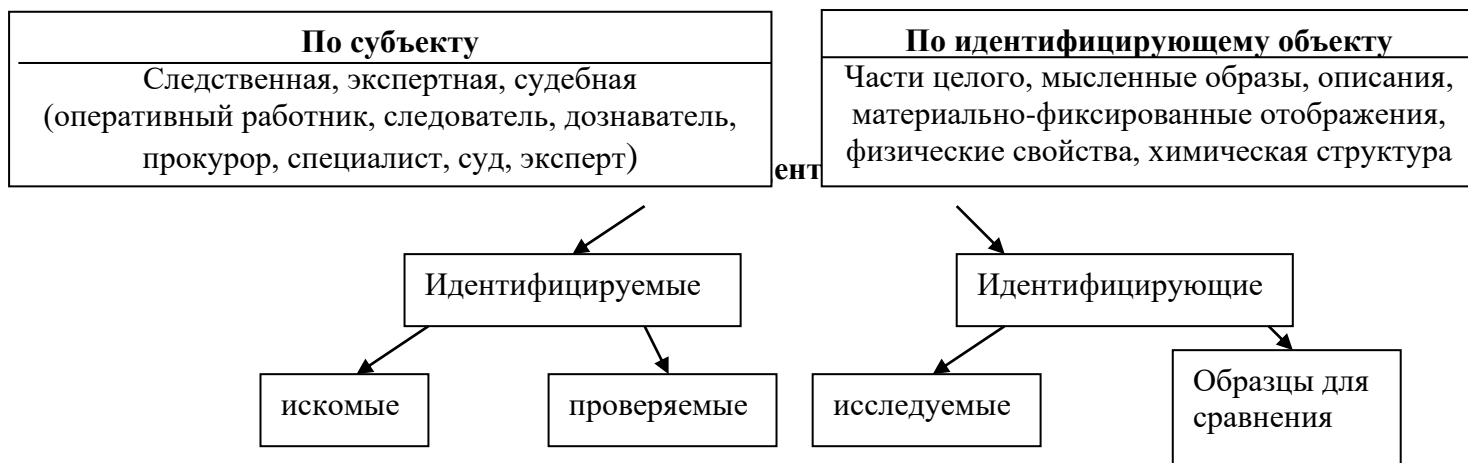 По субъекту
Следственная, экспертная, судебная
(оперативный работник, следователь, дознаватель,
прокурор, специалист, суд, эксперт)
По идентифицирующему объекту
Части целого, мысленные образы, описания,
материально-фиксированные отображения,
физические свойства, химическая структура
ент
Идентифицируемые
Идентифицирующие
искомые
проверяемые
исследуемые
Образцы для
сравнения